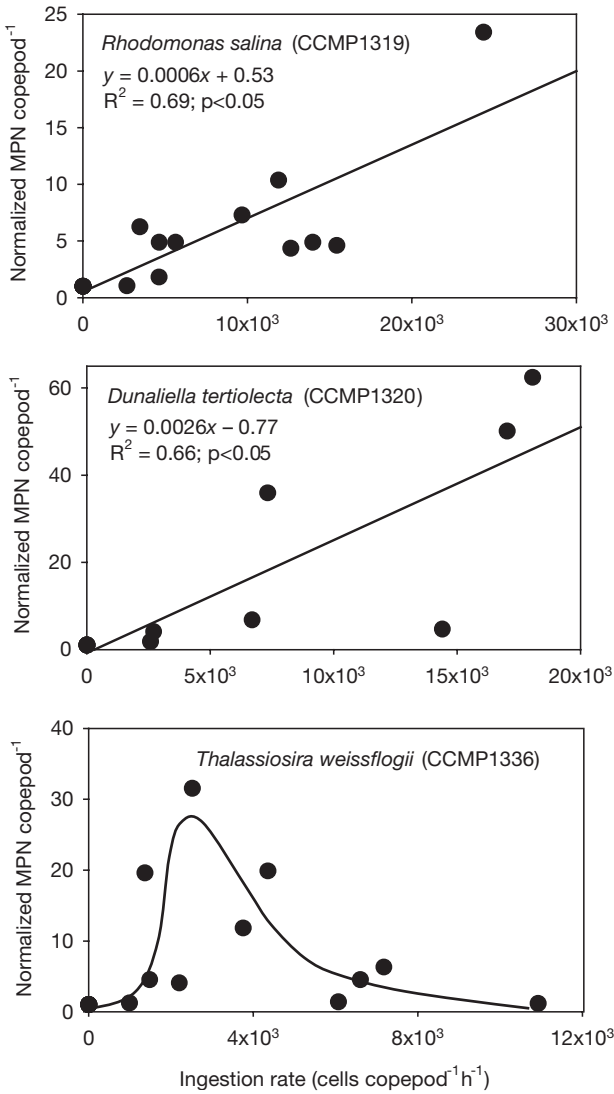 25
20
15
10
5
0
Normalized MPN copepod⁻¹
Rhodomonas salina (CCMP1319)
y = 0.0006x + 0.53
R² = 0.69; p<0.05
0 10x10³ 20x10³ 30x10³
60
40
20
0
Normalized MPN copepod⁻¹
Dunaliella tertiolecta (CCMP1320)
y = 0.0026x – 0.77
R² = 0.66; p<0.05
0 5x10³ 10x10³ 15x10³ 20x10³
40
30
20
10
0
Normalized MPN copepod⁻¹
Thalassiosira weissflogii (CCMP1336)
0 4x10³ 8x10³ 12x10³
Ingestion rate (cells copepod⁻¹h⁻¹)